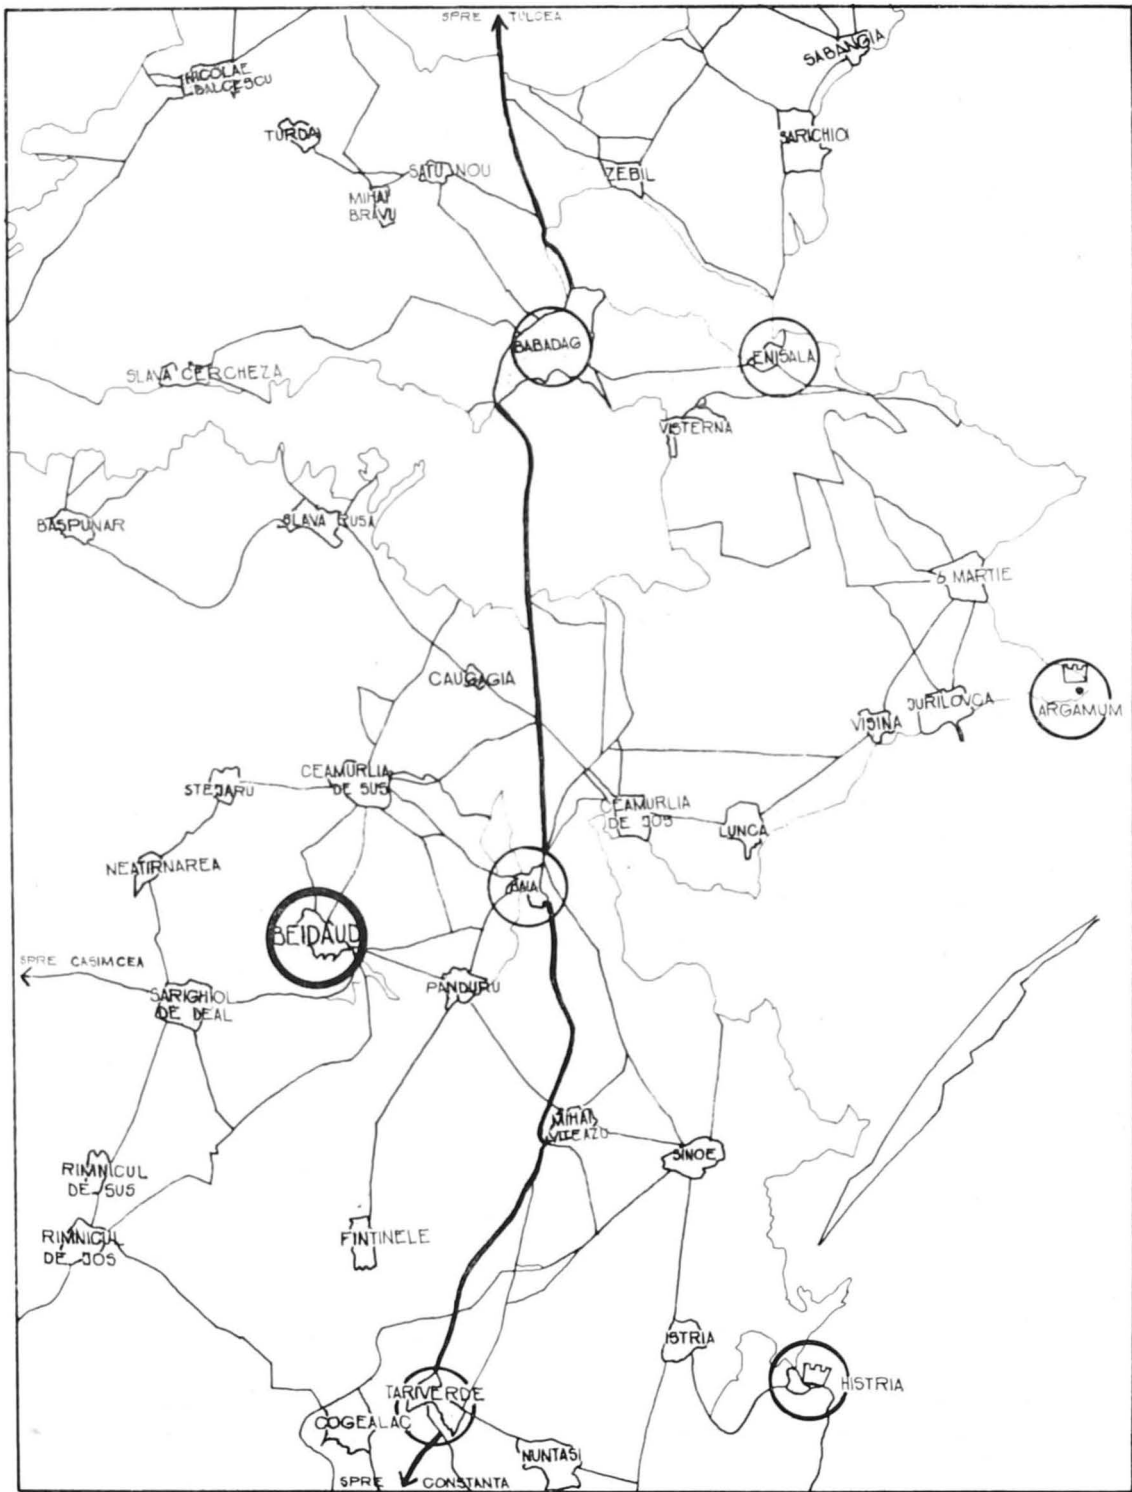 SPRE TULCEA
SABANGIA
NICOLAE
BALCESCU
TURDA
SARICHIOI
SATU NOU
ZEBIL
MIHAI
BRAVU
BABADAG
ENISALA
SLAVA CERCHEZA
VISTERNA
BASPUNAR
SLAVA RUSA
6 MARTIE
CAUGAGIA
JURILOVCA
ARGAMUM
VISINA
CEAMURLIA
DE SUS
STEJARU
CEAMURLIA
DE JOS
LUNCA
NEATIRNAREA
BAIA
BEIDAUD
SPRE CASIMCEA
PANDURU
SARIGHIOL
DE DEAL
MIHAI
VITEAZU
SINOE
RIMNICUL
DE SUS
RIMNICUL
DE JOS
FINTINELE
ISTRIA
HISTRIA
TARIVERDE
COGEALAC
NUNTASI
SPRE CONSTANTA